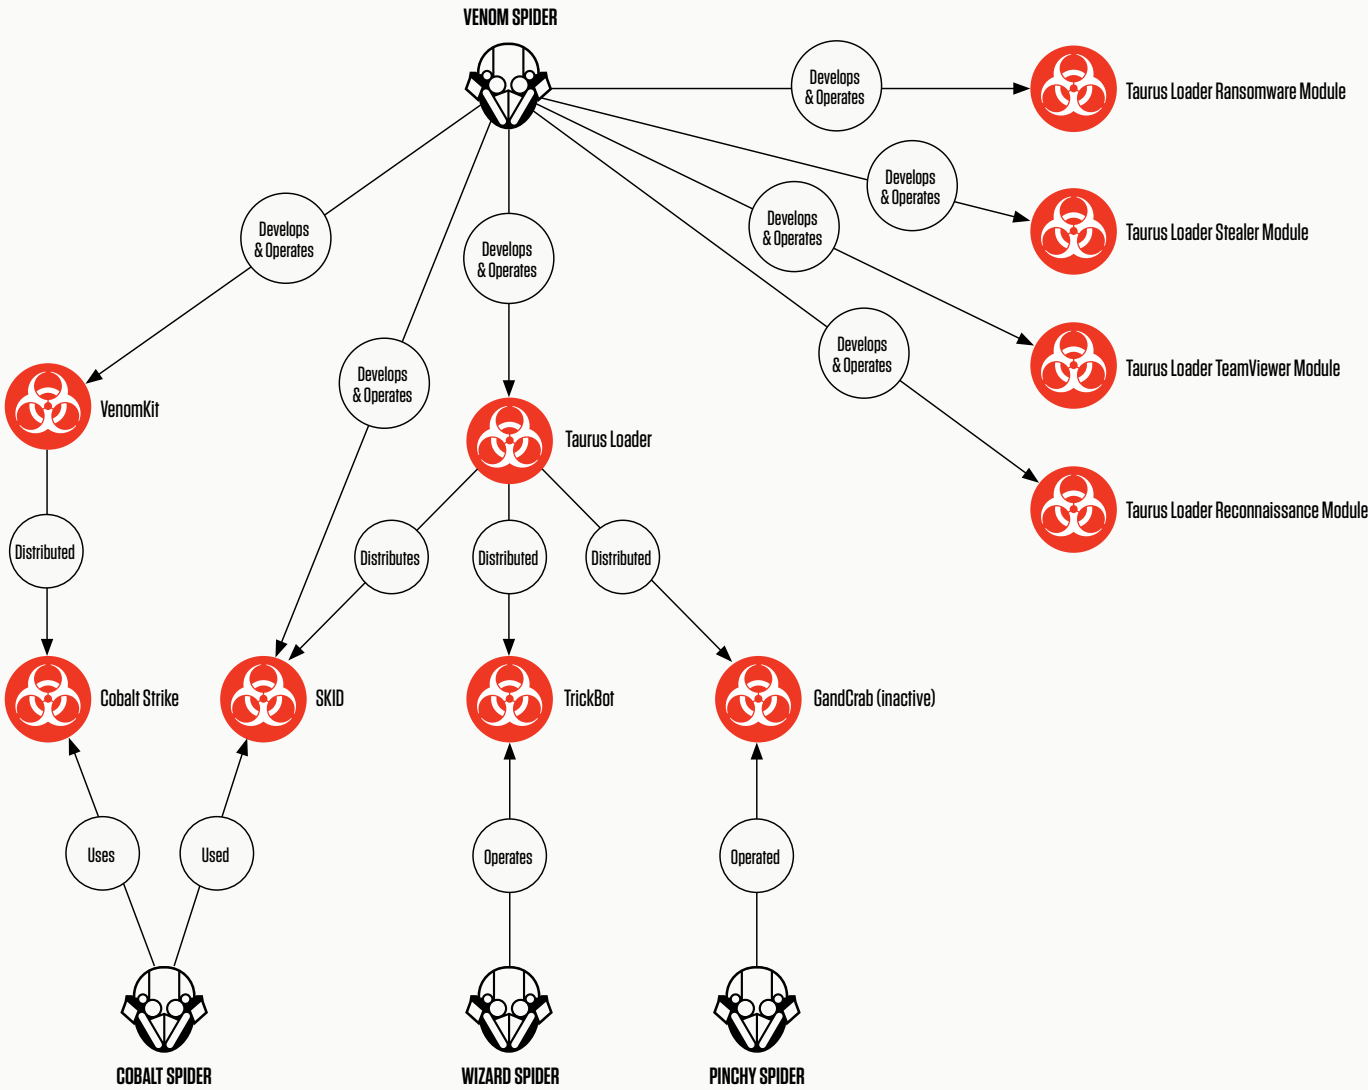 VENOM SPIDER
Develops
& Operates
Taurus Loader Ransomware Module
Develops
& Operates
Taurus Loader Stealer Module
Develops
& Operates
Taurus Loader TeamViewer Module
Develops
& Operates
Taurus Loader Reconnaissance Module
Develops
& Operates
Develops
& Operates
Develops
& Operates
VenomKit
Taurus Loader
Distributed
Distributes
Distributed
Distributed
Cobalt Strike
SKID
TrickBot
GandCrab (inactive)
Uses
Used
Operates
Operated
COBALT SPIDER
WIZARD SPIDER
PINCHY SPIDER